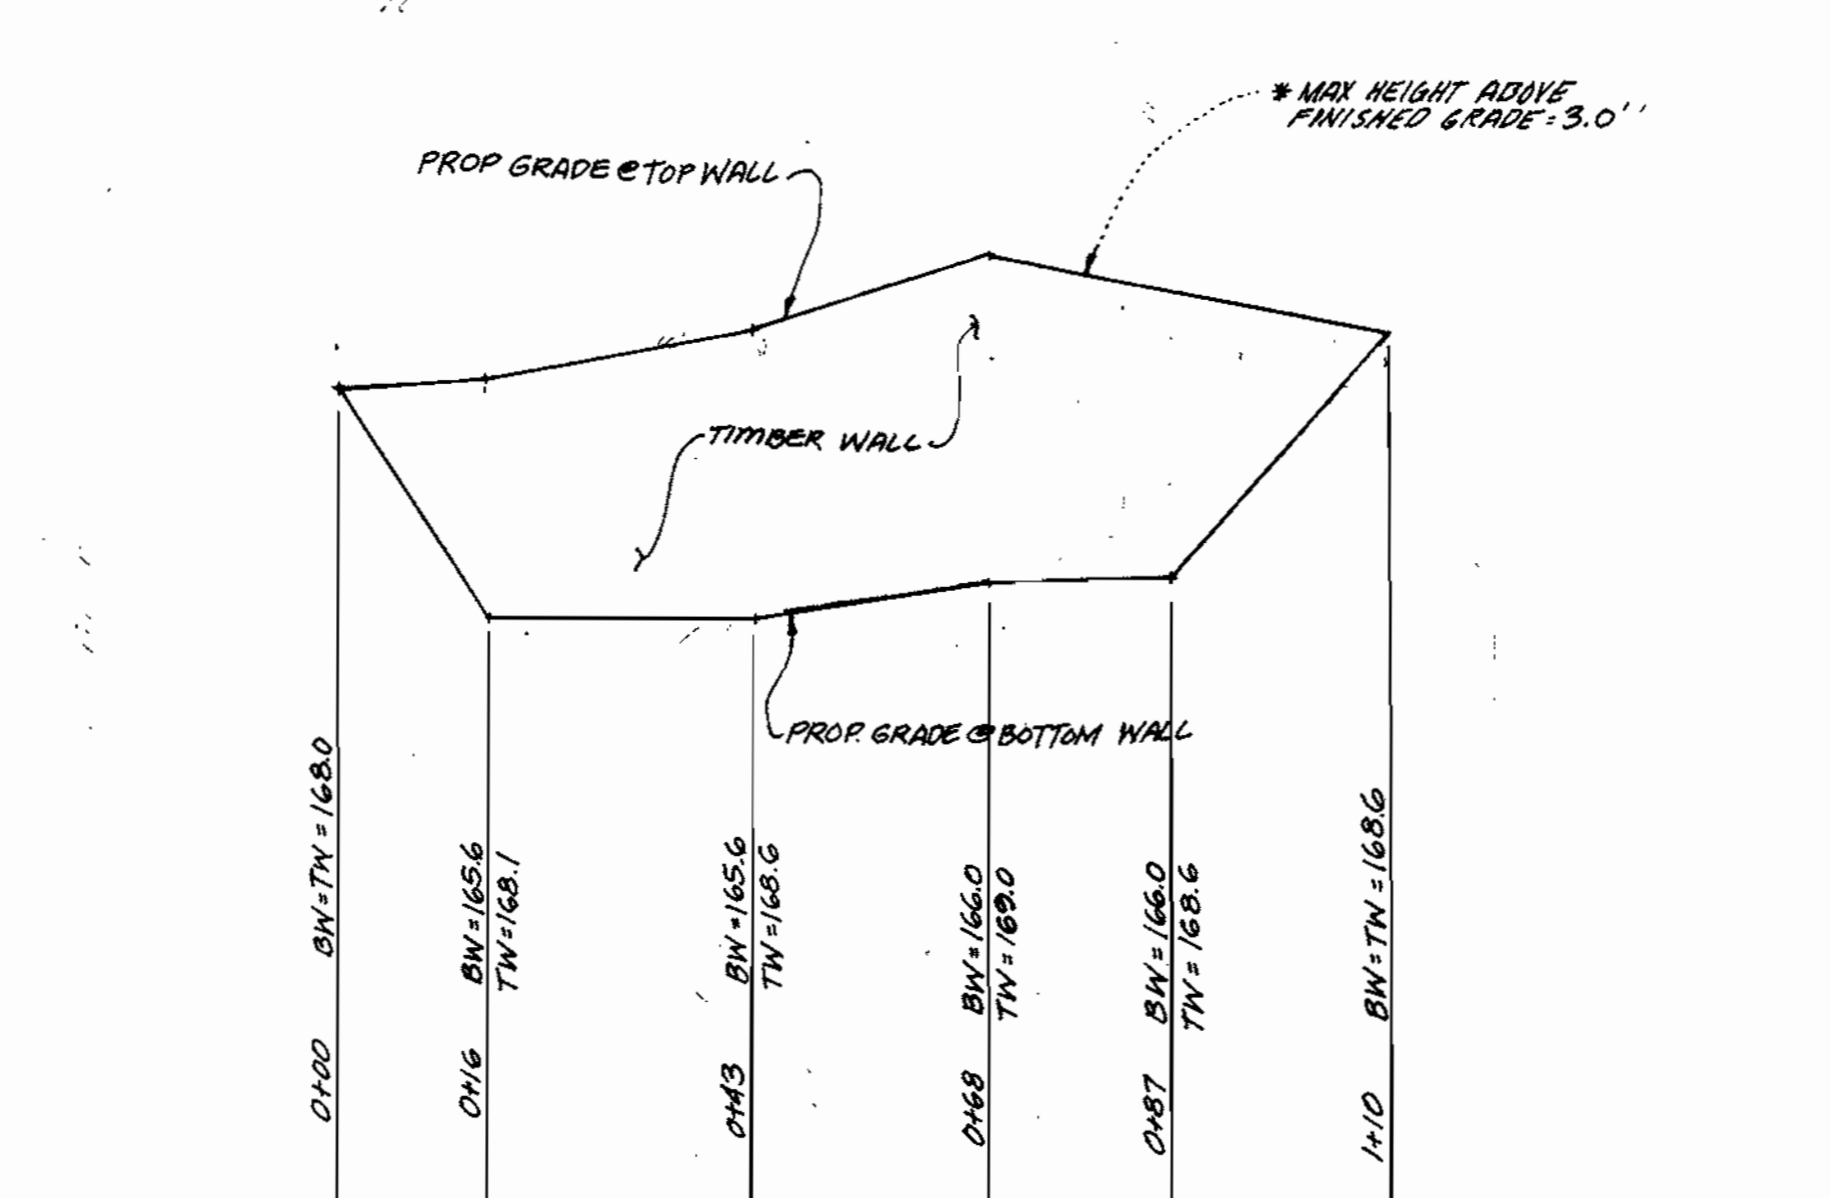 * MAX HEIGHT ABOVE
FINISHED GRADE = 3.0''
PROP GRADE @ TOP WALL
TIMBER WALL
PROP. GRADE @ BOTTOM WALL
0+00 BW=TW=168.0
0+16 BW=165.6
TW=168.1
0+43 BW=165.6
TW=168.6
0+68 BW=166.0
TW=169.0
0+87 BW=166.0
TW=168.6
1+10 BW=TW=168.6